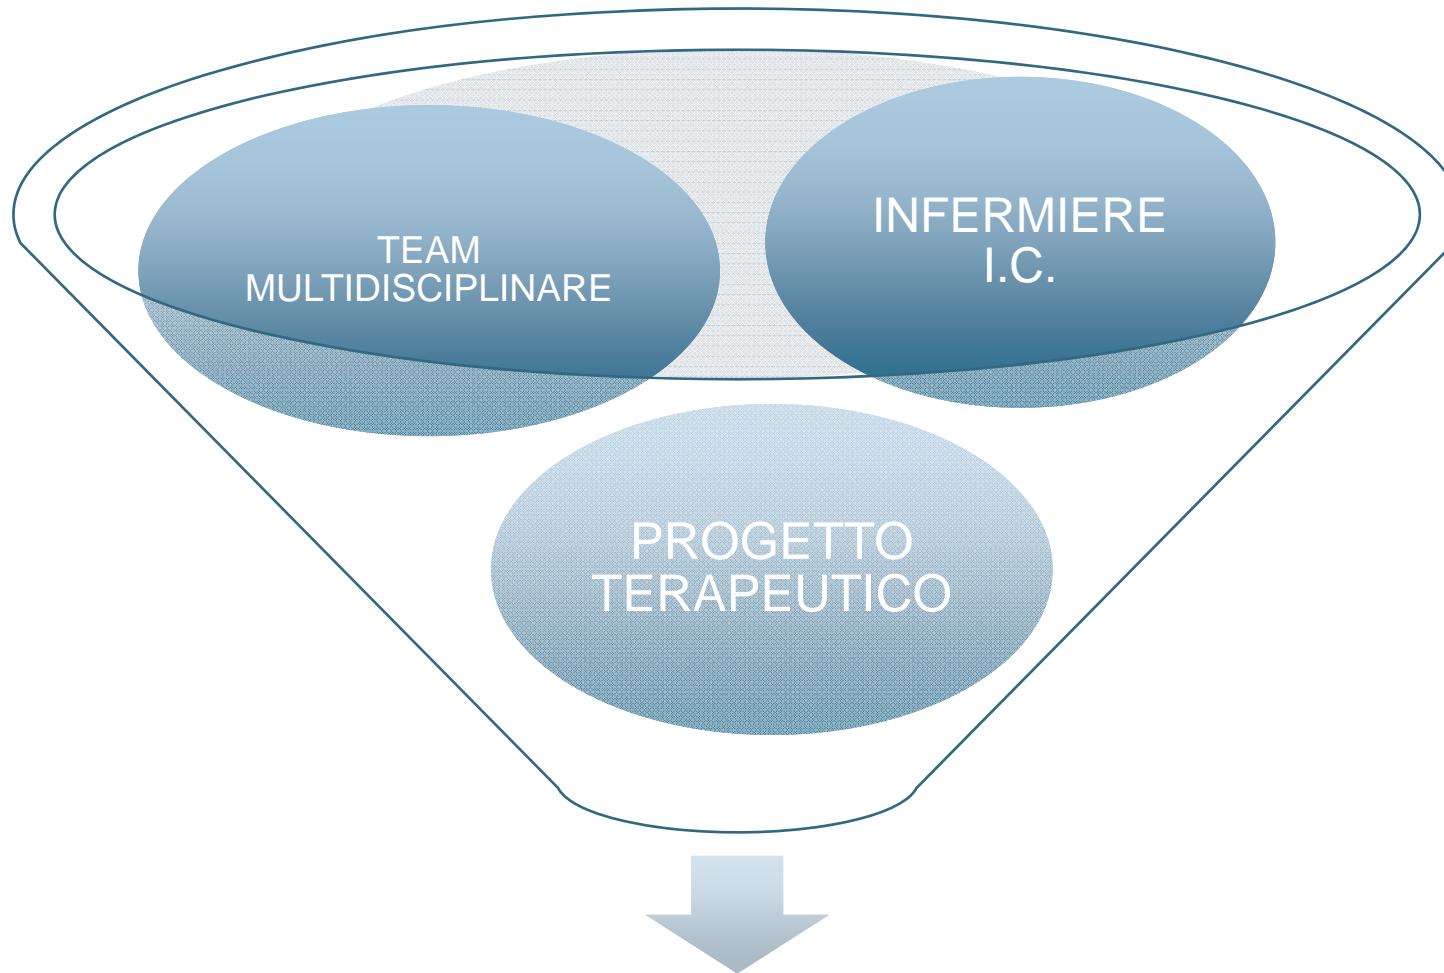 TEAM
MULTIDISCIPLINARE
INFERMIERE
I.C.
PROGETTO
TERAPEUTICO